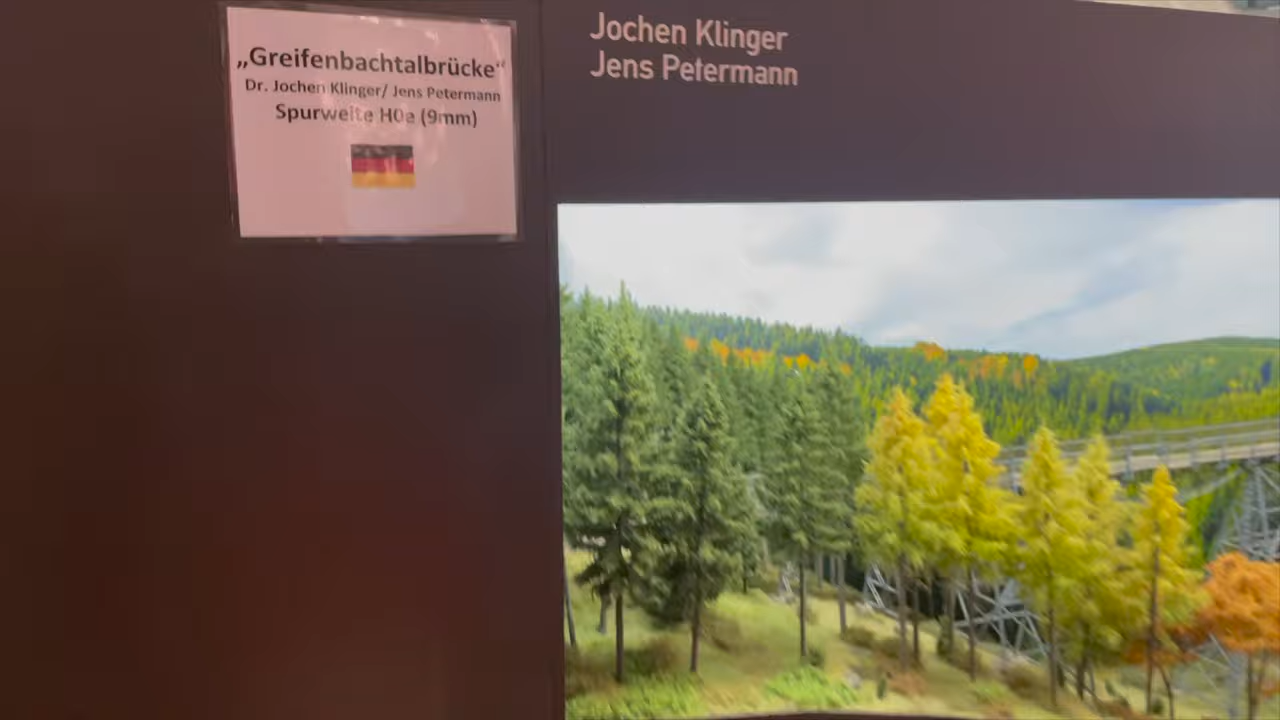 „Greifenbachtalbrücke“
Dr. Jochen Klinger/ Jens Petermann
Spurweite H0e (9mm)
Jochen Klinger
Jens Petermann